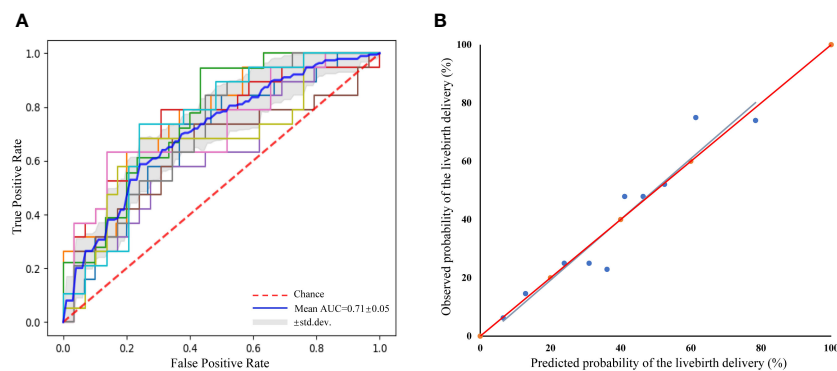 A
1.0
0.8
0.6
0.4
0.2
0.0
True Positive Rate
Chance
Mean AUC=0.71±0.05
±std.dev.
0.0 0.2 0.4 0.6 0.8 1.0
False Positive Rate
B
100
80
60
40
20
0
Observed probability of the livebirth delivery (%)
0 20 40 60 80 100
Predicted probability of the livebirth delivery (%)